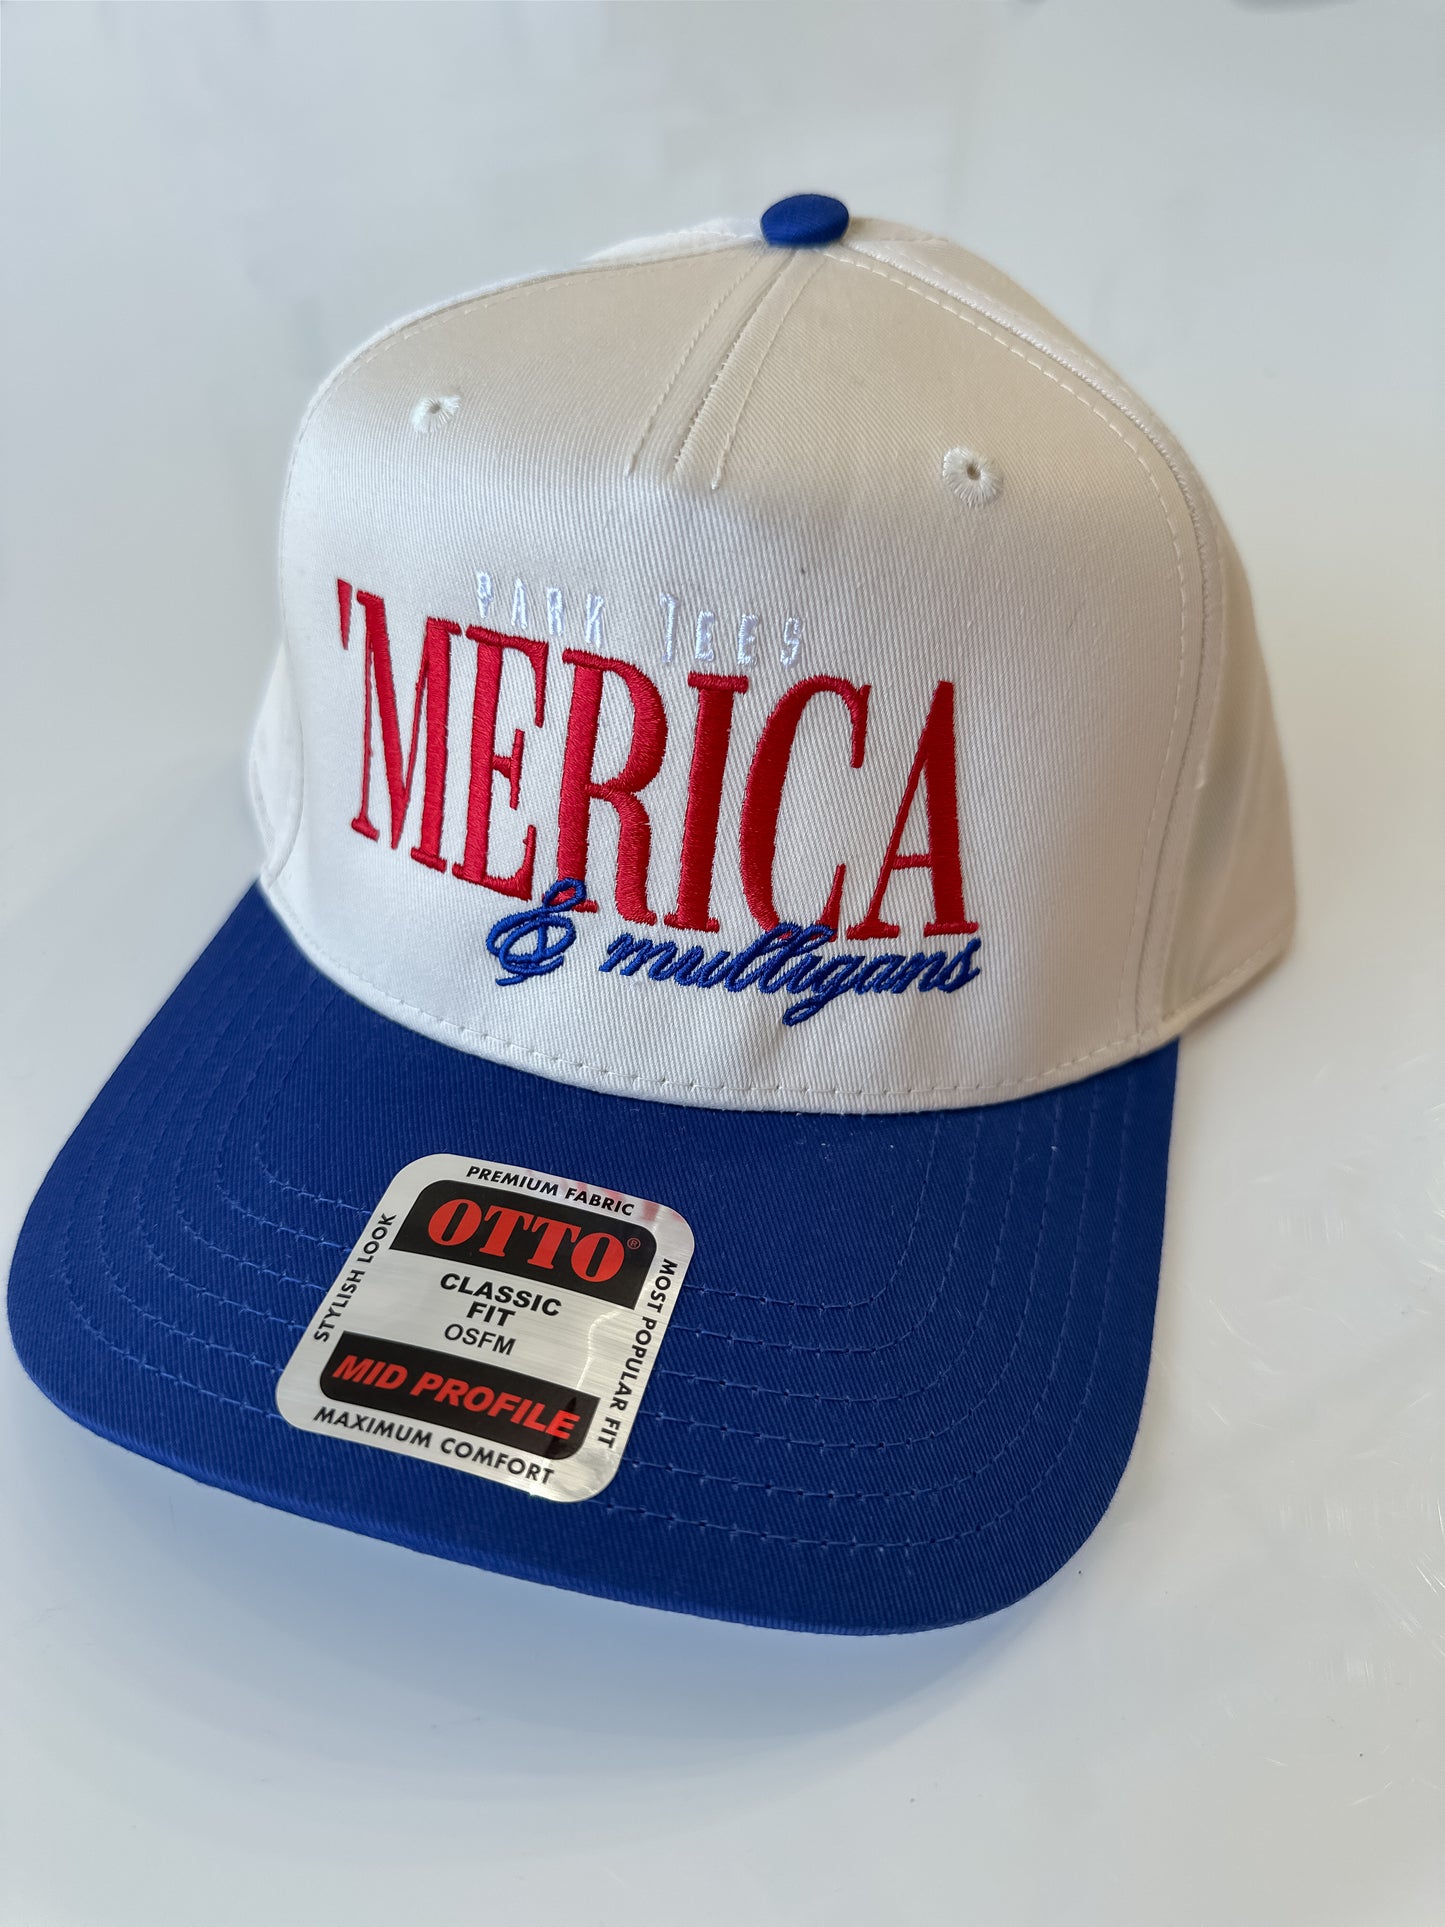 PARK TEES
'MERICA
& mulligans
PREMIUM FABRIC
OTTO®
CLASSIC
FIT
OSFM
MID PROFILE
MAXIMUM COMFORT
STYLISH LOOK
MOST POPULAR FIT